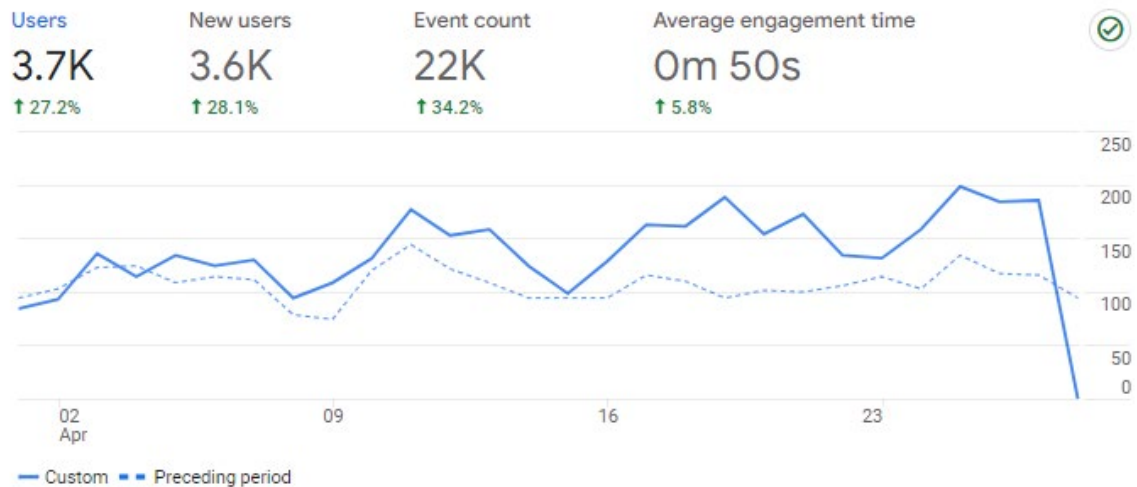 Users New users Event count Average engagement time
3.7K 3.6K 22K 0m 50s
↑ 27.2% ↑ 28.1% ↑ 34.2% ↑ 5.8%
250
200
150
100
50
0
02 09 16 23
Apr
Custom Preceding period